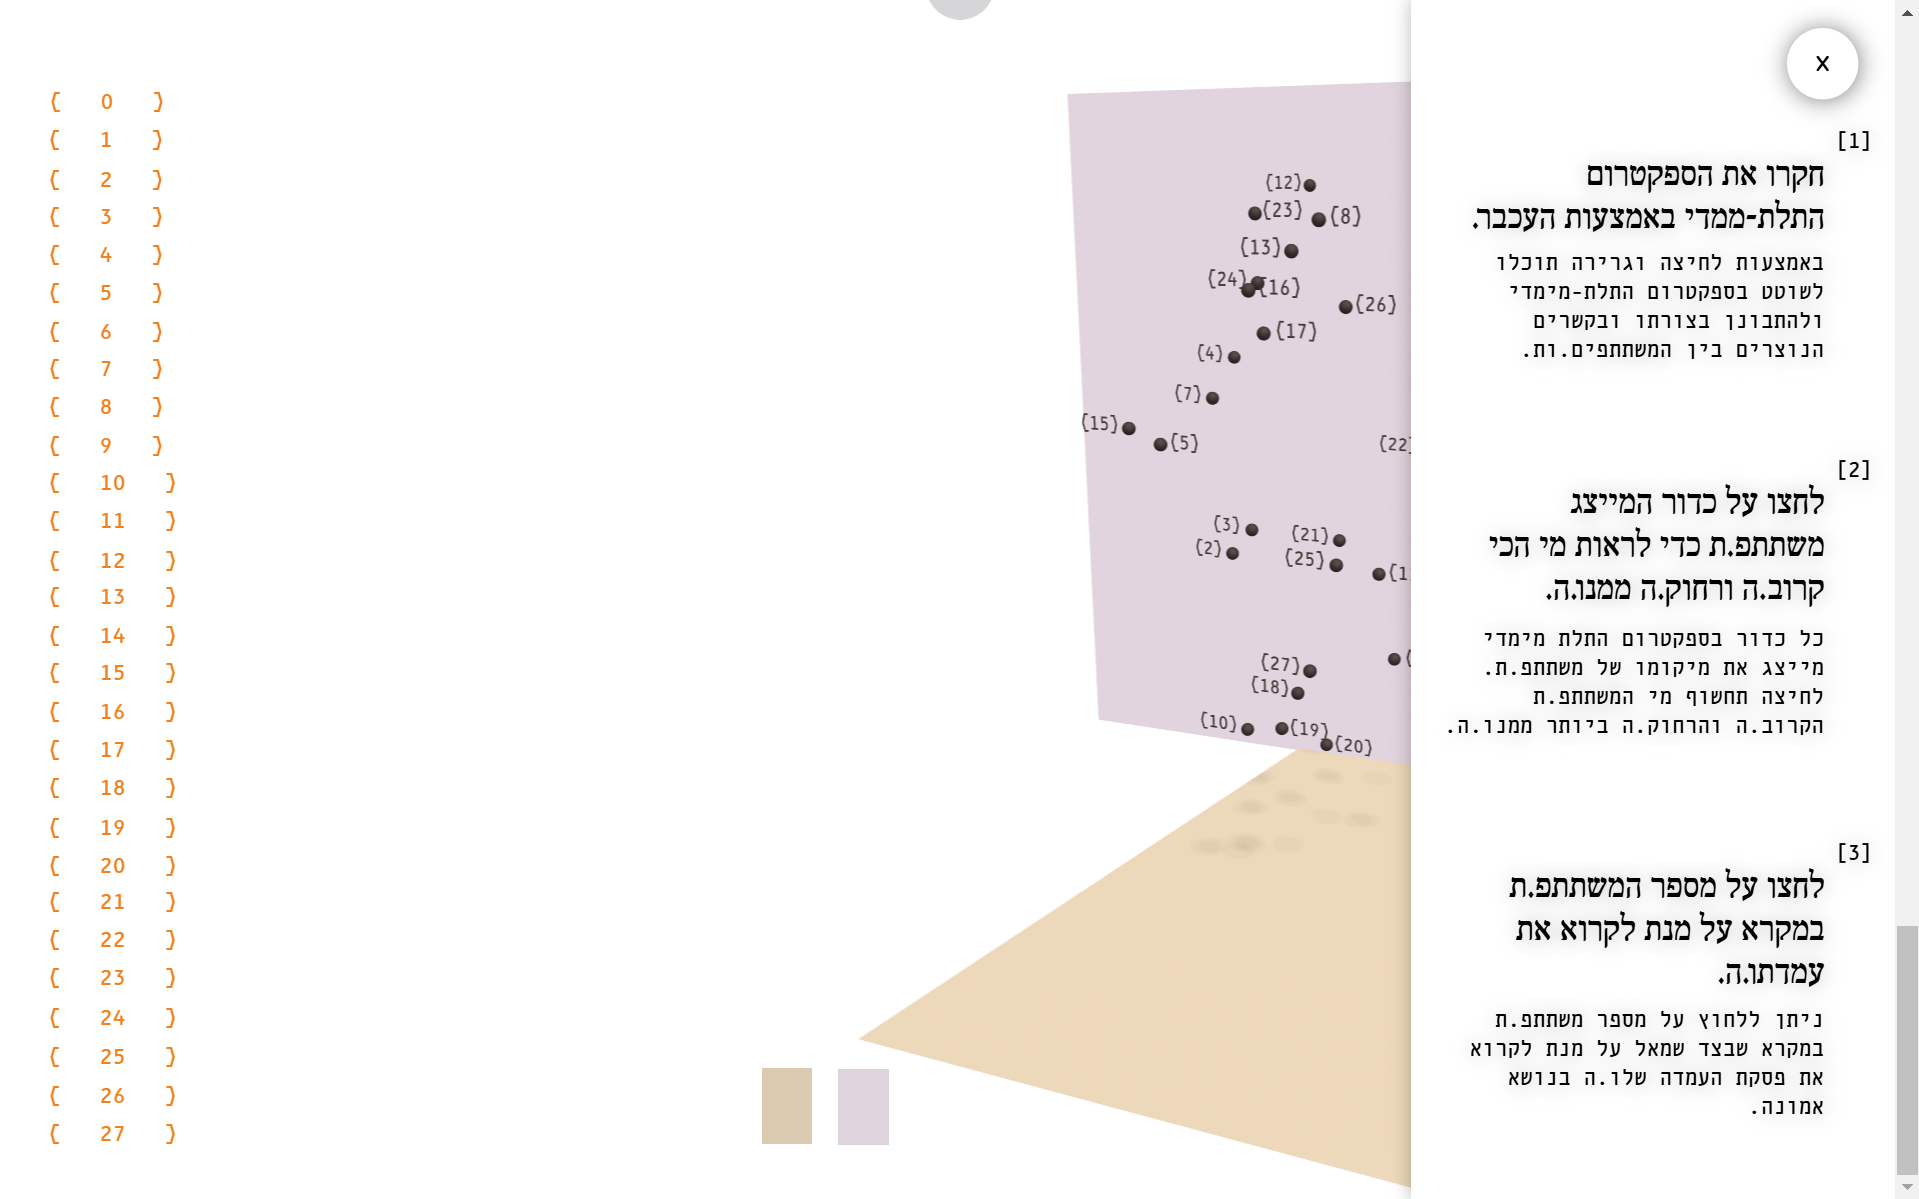 { 0 }
{ 1 }
{ 2 }
{ 3 }
{ 4 }
{ 5 }
{ 6 }
{ 7 }
{ 8 }
{ 9 }
{ 10 }
{ 11 }
{ 12 }
{ 13 }
{ 14 }
{ 15 }
{ 16 }
{ 17 }
{ 18 }
{ 19 }
{ 20 }
{ 21 }
{ 22 }
{ 23 }
{ 24 }
{ 25 }
{ 26 }
{ 27 }
{12}
{23}
{8}
{13}
{24}
{16}
{26}
{17}
{4}
{7}
{15}
{5}
{22}
{3}
{21}
{2}
{25}
{27}
{18}
{10}
{19}
{20}
x
[1]
חקרו את הספקטרום
התלת-ממדי באמצעות העכבר.
באמצעות לחיצה וגרירה תוכלו
לשוטט בספקטרום התלת-מימדי
ולהתבונן בצורתו ובקשרים
הנוצרים בין המשתתפים.ות.
[2]
לחצו על כדור המייצג
משתתפ.ת כדי לראות מי הכי
קרוב.ה ורחוק.ה ממנו.ה.
כל כדור בספקטרום התלת מימדי
מייצג את מיקומו של משתתפ.ת.
לחיצה תחשוף מי המשתתפ.ת
הקרוב.ה והרחוק.ה ביותר ממנו.ה.
[3]
לחצו על מספר המשתתפ.ת
במקרא על מנת לקרוא את
עמדתו.ה.
ניתן ללחוץ על מספר משתתפ.ת
במקרא שבצד שמאל על מנת לקרוא
את פסקת העמדה שלו.ה בנושא
אמונה.